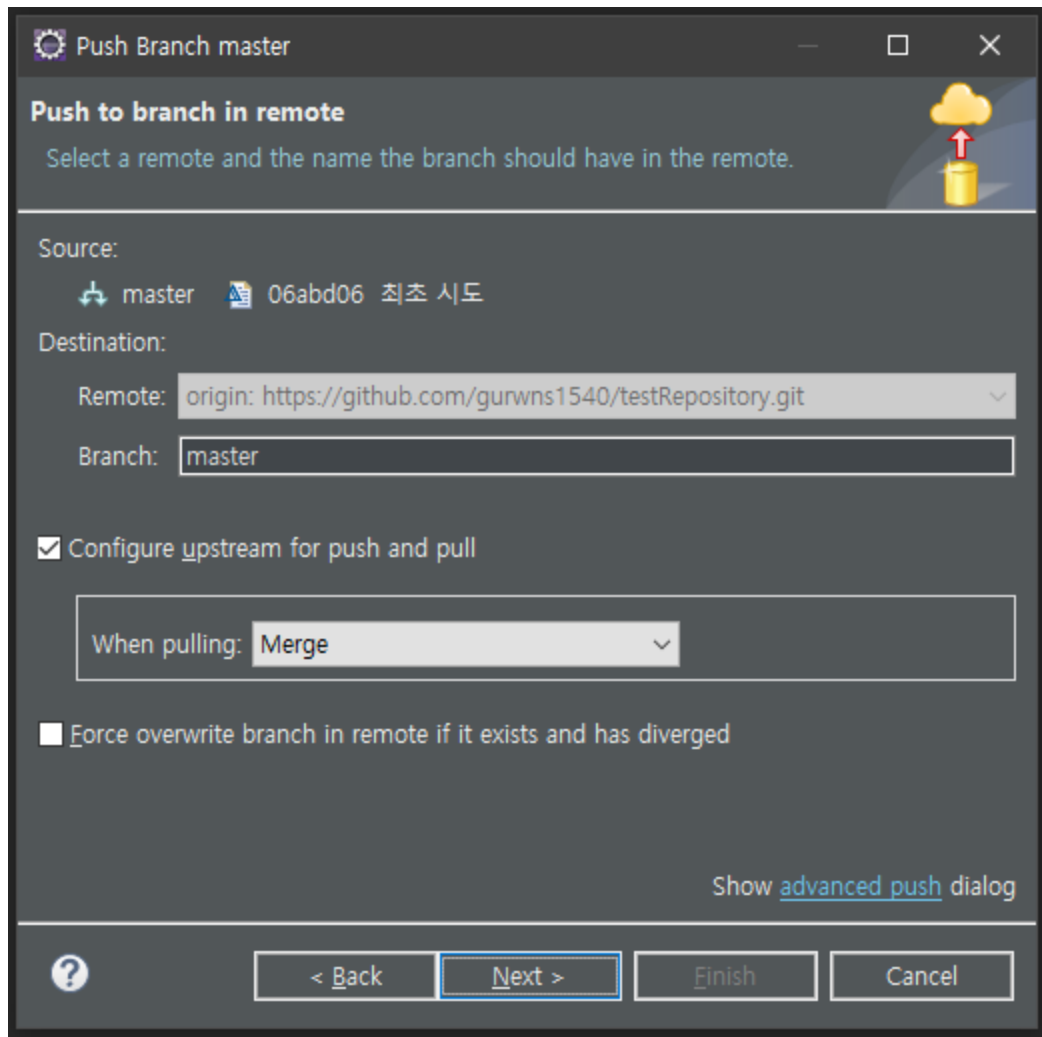 Push Branch master
Push to branch in remote
Select a remote and the name the branch should have in the remote.
Source:
master 06abd06 최초 시도
Destination:
Remote: origin: https://github.com/gurwns1540/testRepository.git
Branch: master
Configure upstream for push and pull
When pulling: Merge
Force overwrite branch in remote if it exists and has diverged
Show advanced push dialog
? < Back Next > Finish Cancel